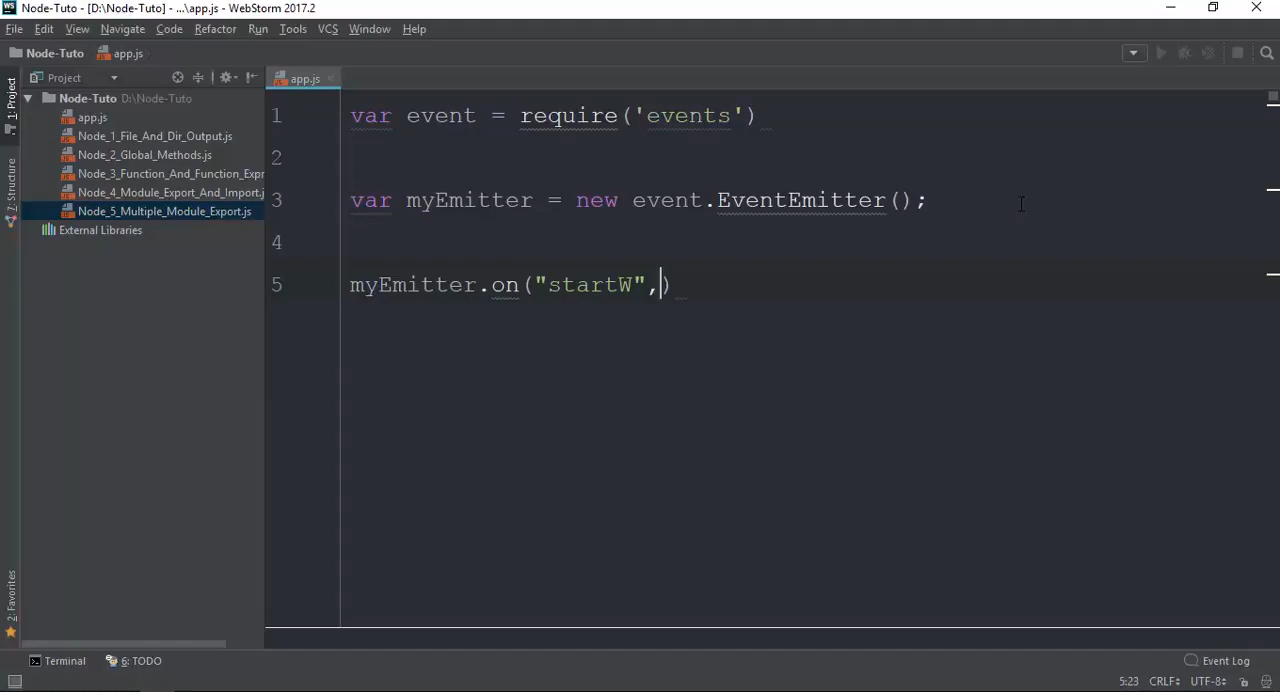 WS Node-Tuto - [D:\Node-Tuto] - ...\app.js - WebStorm 2017.2
File Edit View Navigate Code Refactor Run Tools VCS Window Help
Node-Tuto app.js
1: Project
Project
app.js
Node-Tuto D:\Node-Tuto
app.js
Node_1_File_And_Dir_Output.js
Node_2_Global_Methods.js
Node_3_Function_And_Function_Expr
Node_4_Module_Export_And_Import.j
Node_5_Multiple_Module_Export.js
External Libraries
Z: Structure
2: Favorites
1 var event = require('events')
2
3 var myEmitter = new event.EventEmitter();
4
5 myEmitter.on("startW",)
Terminal 6: TODO Event Log
5:23 CRLF UTF-8